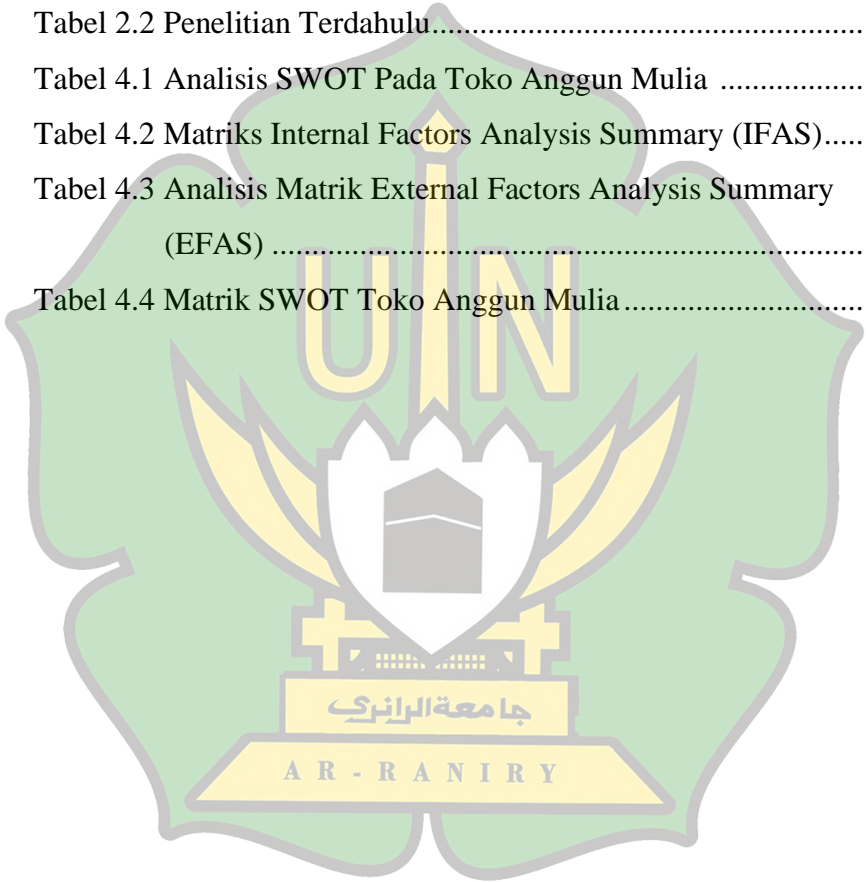 Tabel 2.2 Penelitian Terdahulu......................................................
Tabel 4.1 Analisis SWOT Pada Toko Anggun Mulia ..................
Tabel 4.2 Matriks Internal Factors Analysis Summary (IFAS).....
Tabel 4.3 Analisis Matrik External Factors Analysis Summary
(EFAS) ..........................................................................
Tabel 4.4 Matrik SWOT Toko Anggun Mulia..............................
UIN
جامعةالرانري
AR-RANIRY